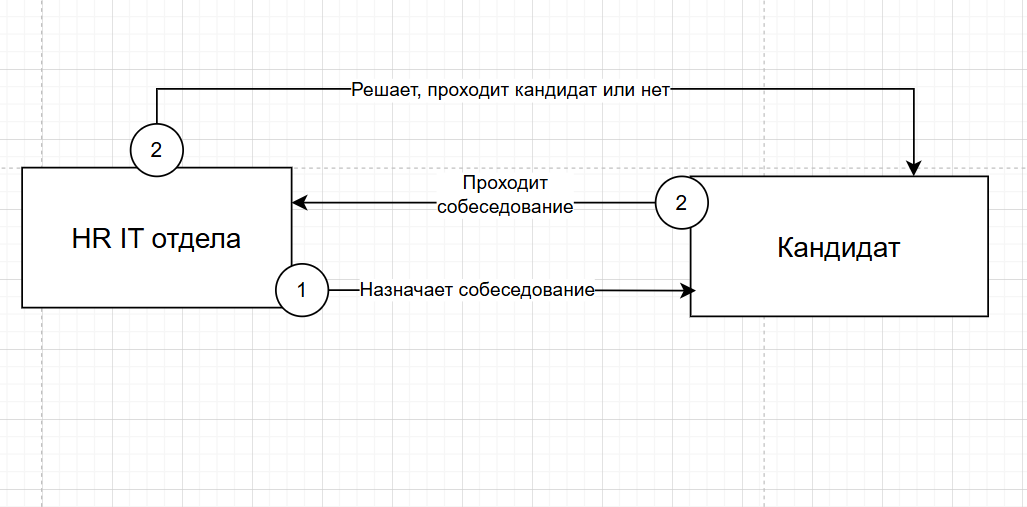 Решает, проходит кандидат или нет
2
HR IT отдела
Проходит
собеседование
2
Кандидат
1
Назначает собеседование